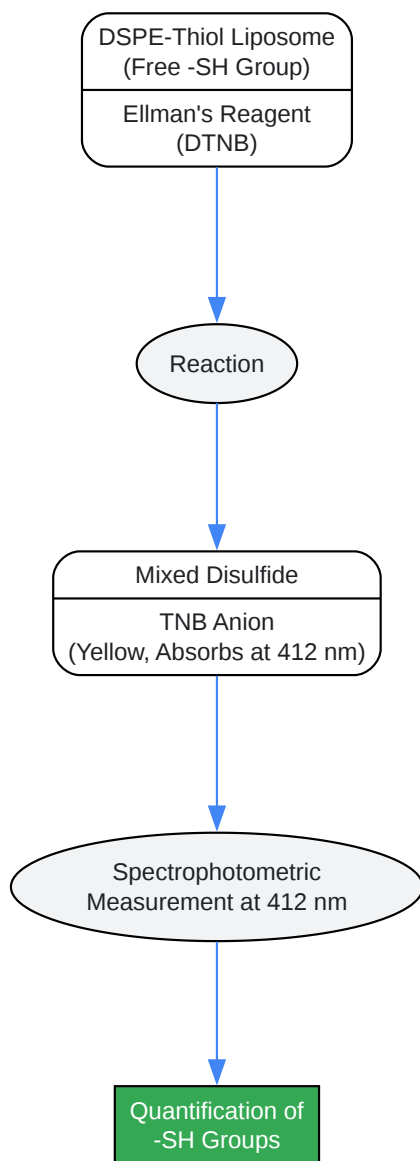 DSPE-Thiol Liposome
(Free -SH Group)
Ellman's Reagent
(DTNB)
Reaction
Mixed Disulfide
TNB Anion
(Yellow, Absorbs at 412 nm)
Spectrophotometric
Measurement at 412 nm
Quantification of
-SH Groups